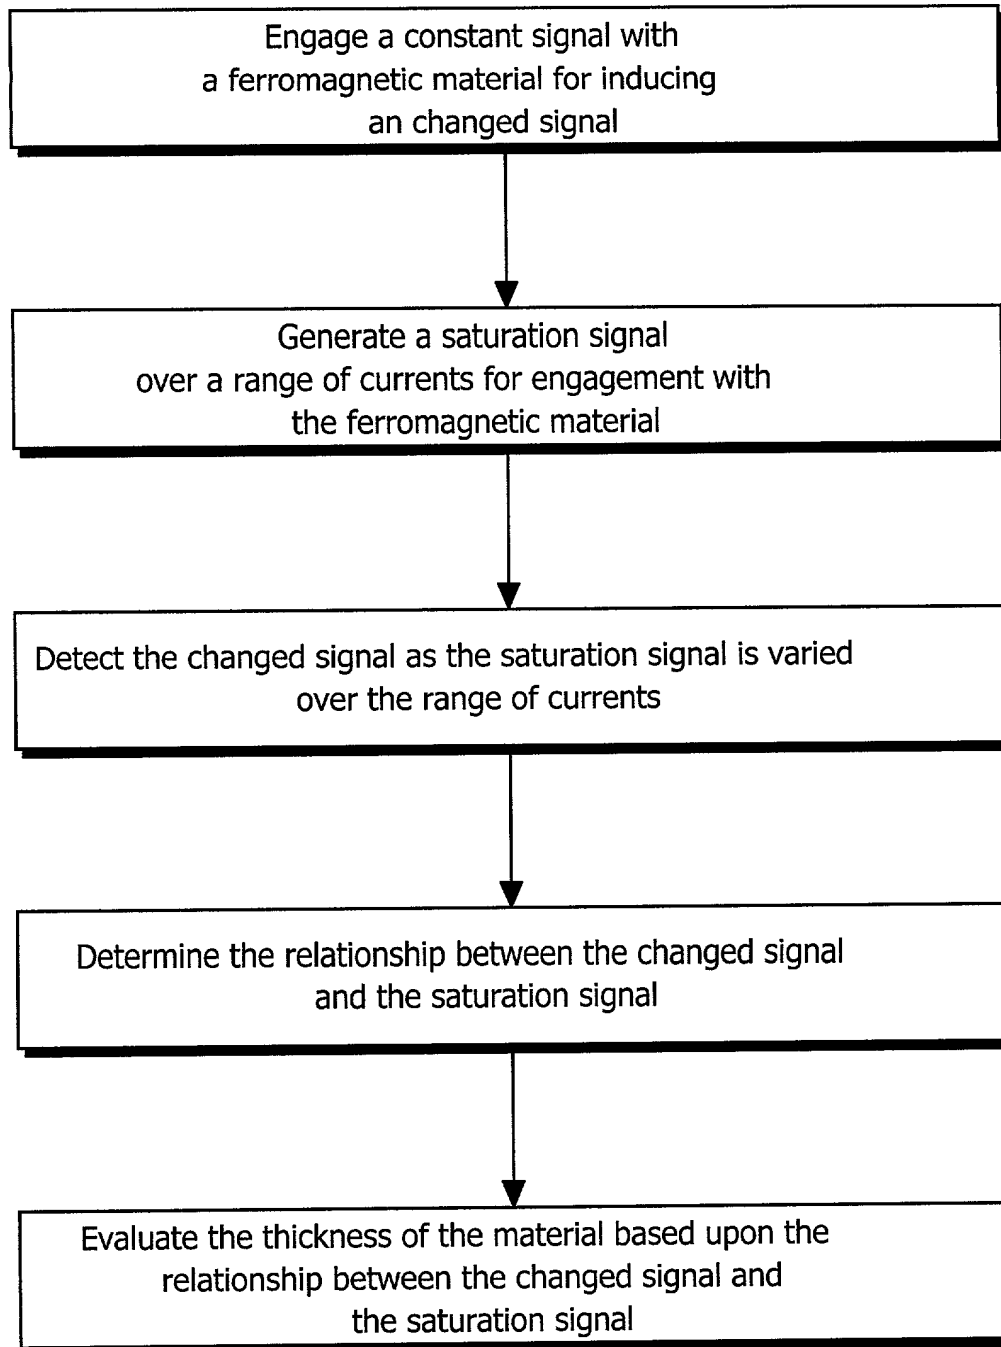 Engage a constant signal with
a ferromagnetic material for inducing
an changed signal
Generate a saturation signal
over a range of currents for engagement with
the ferromagnetic material
Detect the changed signal as the saturation signal is varied
over the range of currents
Determine the relationship between the changed signal
and the saturation signal
Evaluate the thickness of the material based upon the
relationship between the changed signal and
the saturation signal